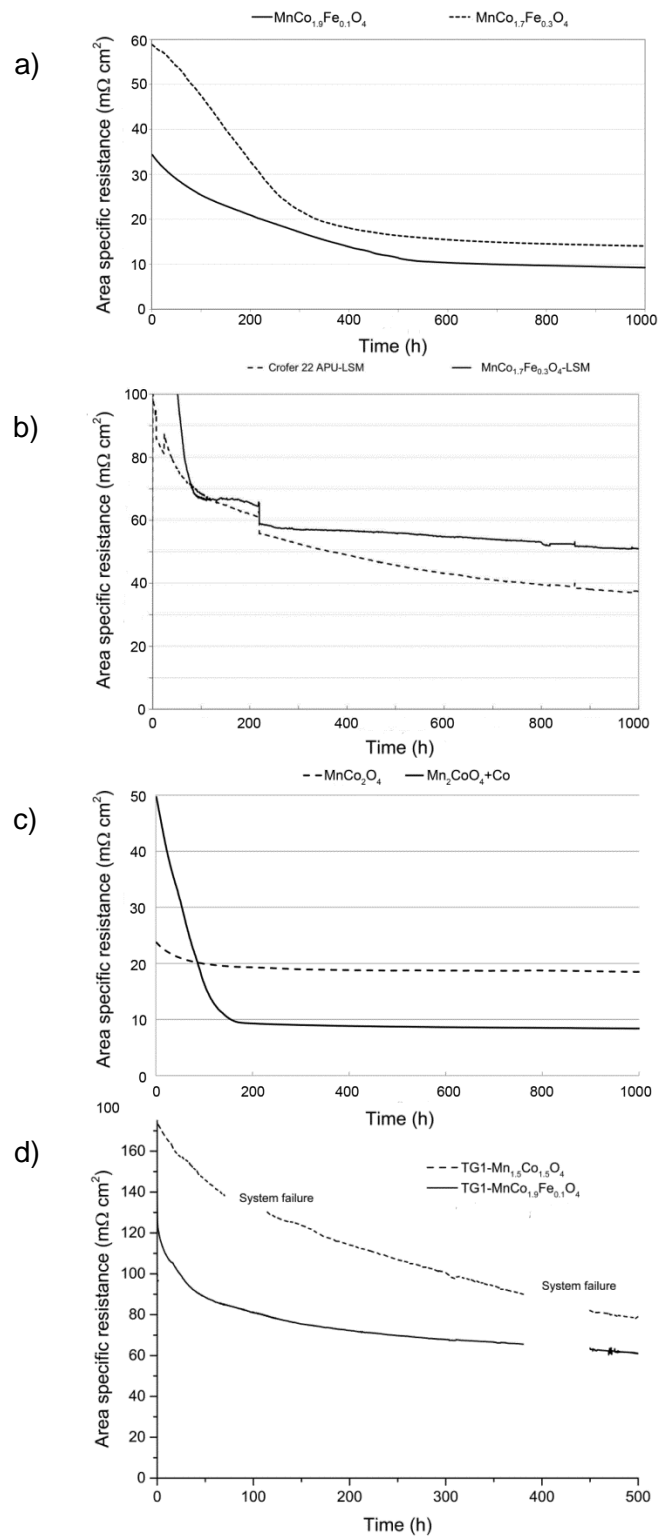 MnCo1.9Fe0.1O4 MnCo1.7Fe0.3O4
a)
Area specific resistance (mΩ cm²)
60
50
40
30
20
10
0
0 200 400 600 800 1000
Time (h)
Crofer 22 APU-LSM MnCo1.7Fe0.3O4-LSM
b)
Area specific resistance (mΩ cm²)
100
80
60
40
20
0
0 200 400 600 800 1000
Time (h)
MnCo2O4 Mn2CoO4+Co
c)
Area specific resistance (mΩ cm²)
50
40
30
20
10
0
0 200 400 600 800 1000
Time (h)
100
d)
Area specific resistance (mΩ cm²)
160
140
120
100
80
60
40
20
0
TG1-Mn1.5Co1.5O4
TG1-MnCo1.9Fe0.1O4
System failure
System failure
0 100 200 300 400 500
Time (h)